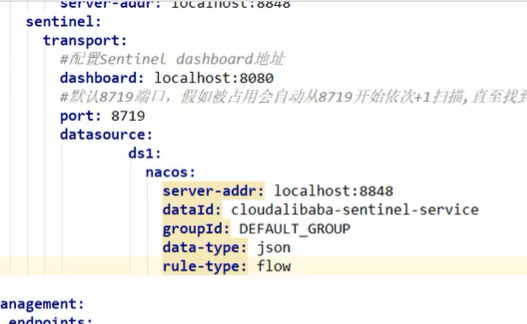 server-addr: localhost:8848
sentinel:
transport:
#配置Sentinel dashboard地址
dashboard: localhost:8080
#默认8719端口，假如被占用会自动从8719开始依次+1扫描,直至找到
port: 8719
datasource:
ds1:
nacos:
server-addr: localhost:8848
dataId: cloudalibaba-sentinel-service
groupId: DEFAULT_GROUP
data-type: json
rule-type: flow
anagement:
endpoints: